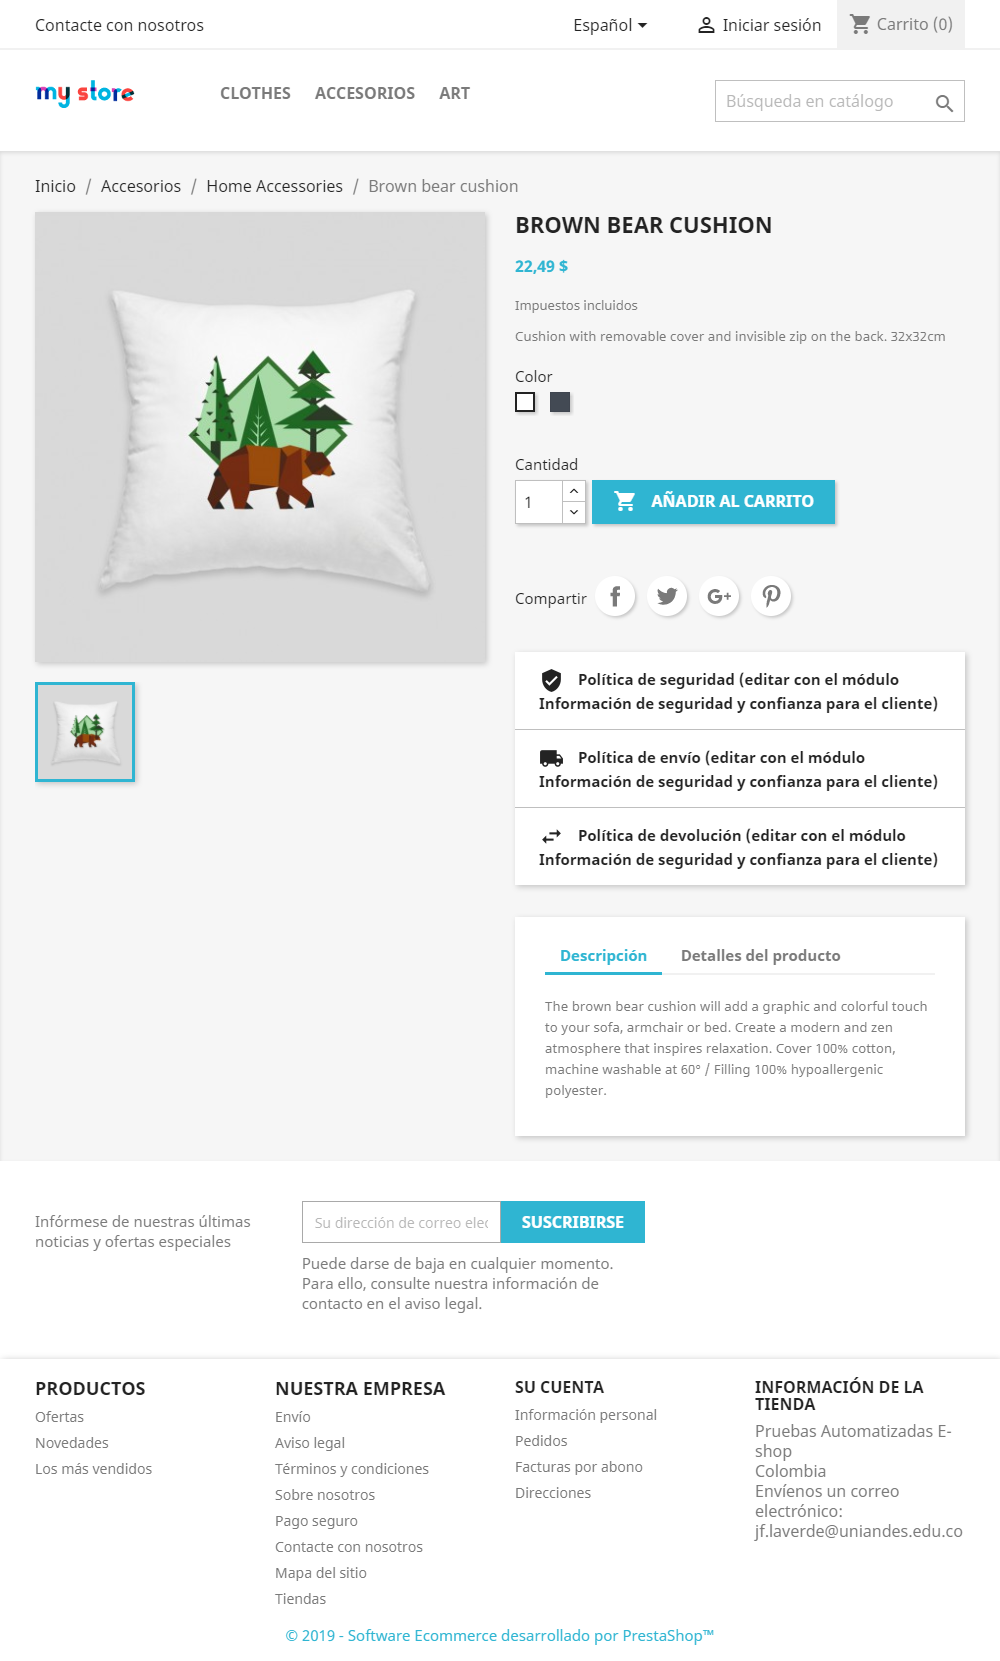 Contacte con nosotros
Español
Iniciar sesión
Carrito (0)
my store
CLOTHES
ACCESORIOS
ART
Búsqueda en catálogo
Inicio / Accesorios / Home Accessories / Brown bear cushion
BROWN BEAR CUSHION
22,49 $
Impuestos incluidos
Cushion with removable cover and invisible zip on the back. 32x32cm
Color
Cantidad
1
AÑADIR AL CARRITO
Compartir
Política de seguridad (editar con el módulo
Información de seguridad y confianza para el cliente)
Política de envío (editar con el módulo
Información de seguridad y confianza para el cliente)
Política de devolución (editar con el módulo
Información de seguridad y confianza para el cliente)
Descripción
Detalles del producto
The brown bear cushion will add a graphic and colorful touch
to your sofa, armchair or bed. Create a modern and zen
atmosphere that inspires relaxation. Cover 100% cotton,
machine washable at 60° / Filling 100% hypoallergenic
polyester.
Infórmese de nuestras últimas
noticias y ofertas especiales
Su dirección de correo elec
SUSCRIBIRSE
Puede darse de baja en cualquier momento.
Para ello, consulte nuestra información de
contacto en el aviso legal.
PRODUCTOS
Ofertas
Novedades
Los más vendidos
NUESTRA EMPRESA
Envío
Aviso legal
Términos y condiciones
Sobre nosotros
Pago seguro
Contacte con nosotros
Mapa del sitio
Tiendas
SU CUENTA
Información personal
Pedidos
Facturas por abono
Direcciones
INFORMACIÓN DE LA
TIENDA
Pruebas Automatizadas E-
shop
Colombia
Envíenos un correo
electrónico:
jf.laverde@uniandes.edu.co
© 2019 - Software Ecommerce desarrollado por PrestaShop™